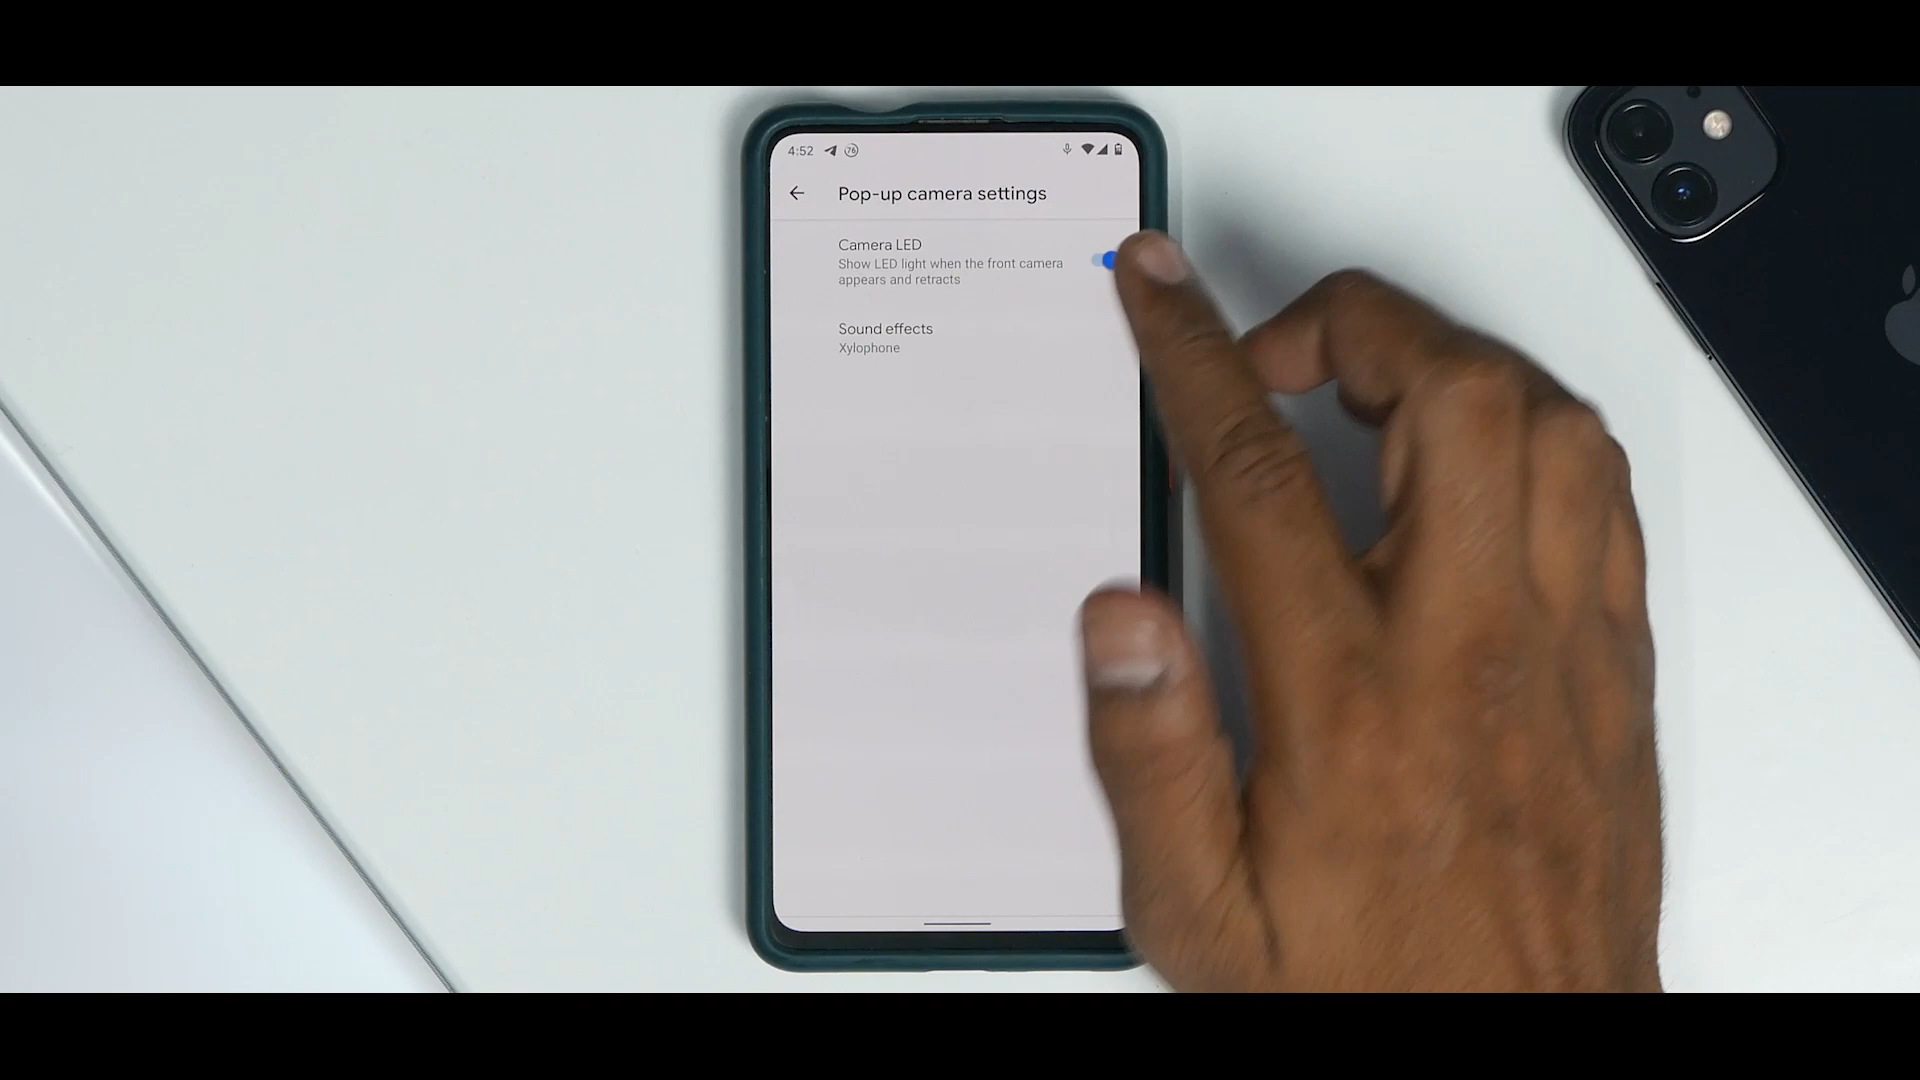 4:52 76
Pop-up camera settings
Camera LED
Show LED light when the front camera
appears and retracts
Sound effects
Xylophone